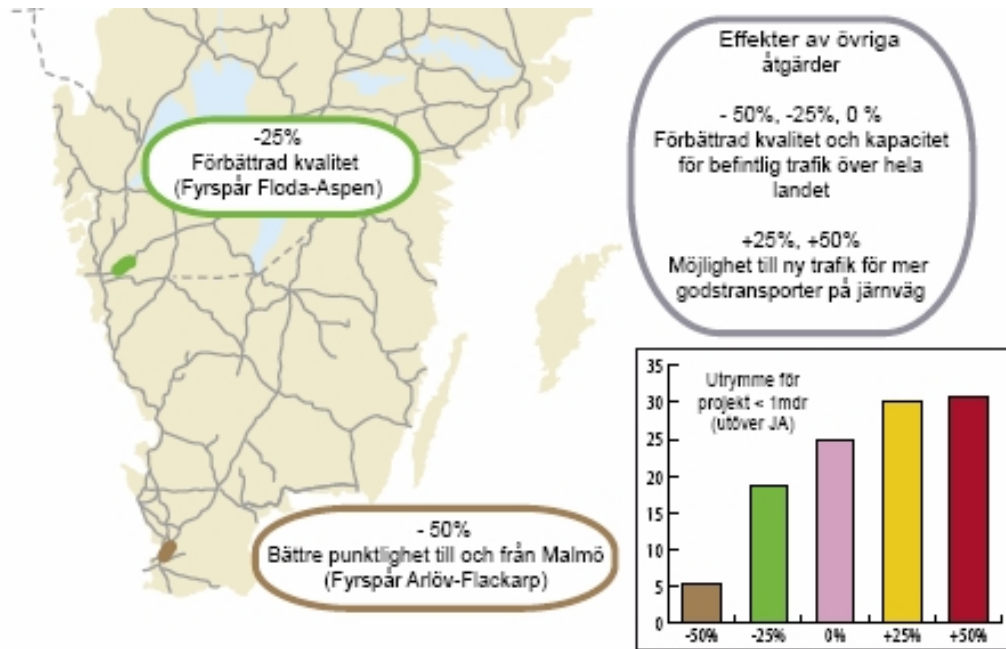 -25%
Förbättrad kvalitet
(Fyrspår Floda-Aspen)
- 50%
Bättre punktlighet till och från Malmö
(Fyrspår Arlöv-Flackarp)
Effekter av övriga
åtgärder
- 50%, -25%, 0 %
Förbättrad kvalitet och kapacitet
för befintlig trafik över hela
landet
+25%, +50%
Möjlighet till ny trafik för mer
godstransporter på järnväg
Utrymme för
projekt < 1mdr
(utöver JA)
35
30
25
20
15
10
5
0
-50% -25% 0% +25% +50%